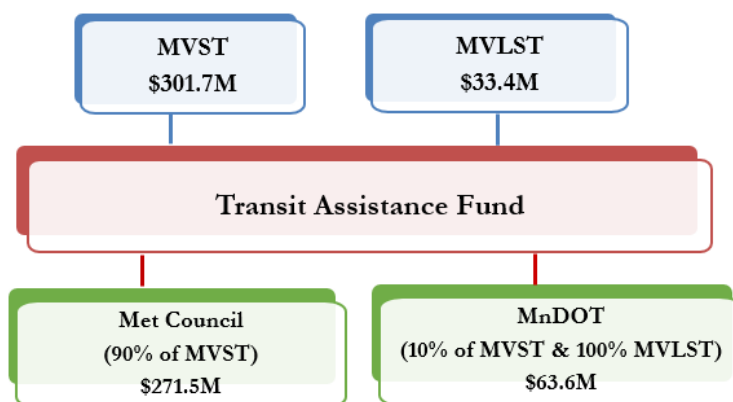 MVST
$301.7M
MVLST
$33.4M
Transit Assistance Fund
Met Council
(90% of MVST)
$271.5M
MnDOT
(10% of MVST & 100% MVLST)
$63.6M